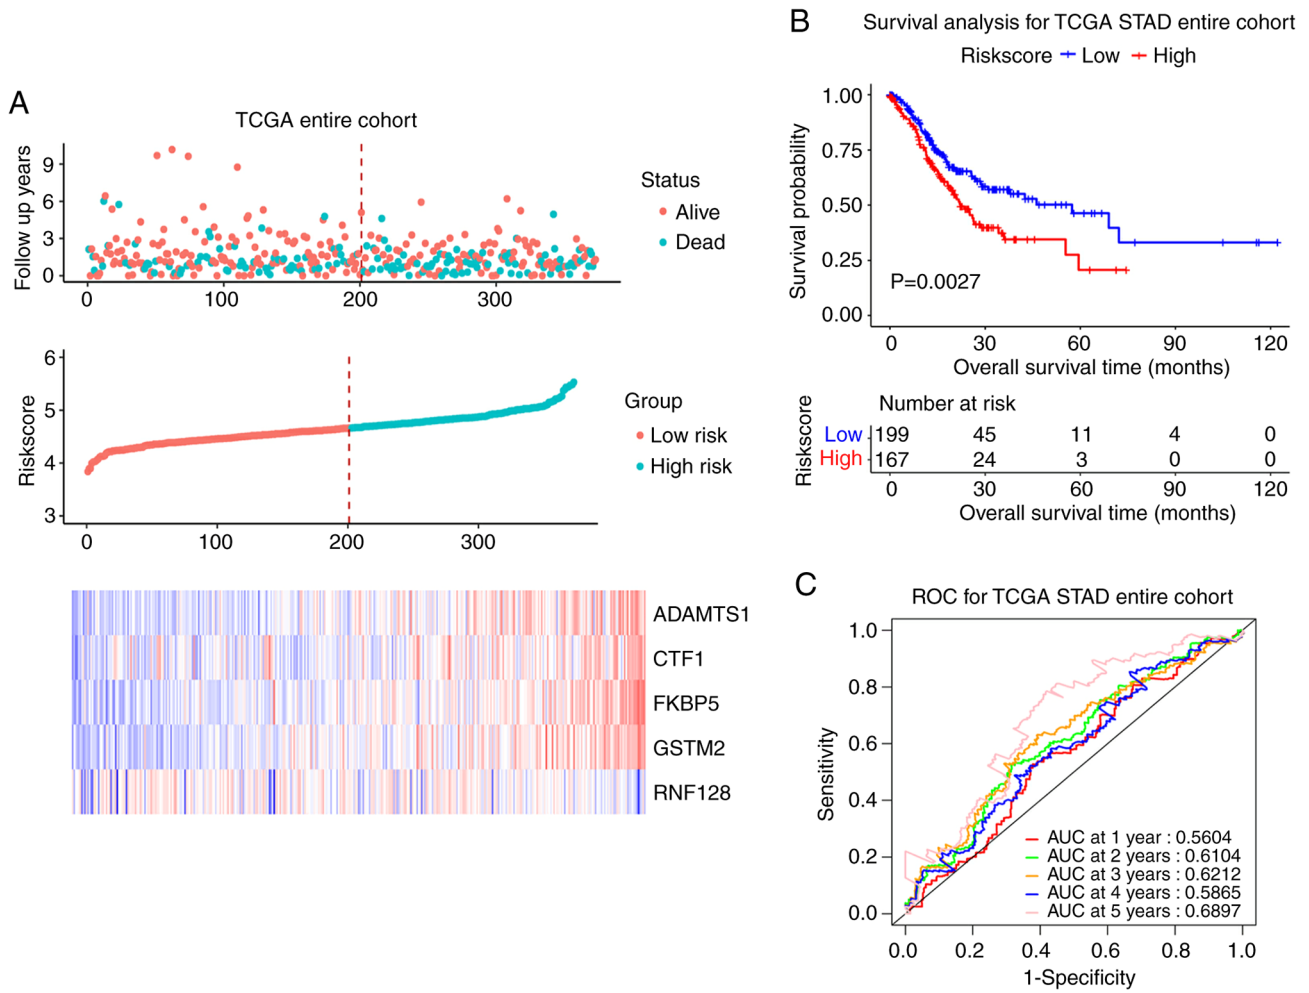 A
TCGA entire cohort
Follow up years
9
6
3
0
0 100 200 300
Status
Alive
Dead
Riskscore
6
5
4
3
0 100 200 300
Group
Low risk
High risk
ADAMTS1
CTF1
FKBP5
GSTM2
RNF128
B
Survival analysis for TCGA STAD entire cohort
Riskscore Low High
Survival probability
1.00
0.75
0.50
0.25
0.00
P=0.0027
0 30 60 90 120
Overall survival time (months)
Number at risk
Riskscore
Low 199 45 11 4 0
High 167 24 3 0 0
0 30 60 90 120
Overall survival time (months)
C
ROC for TCGA STAD entire cohort
Sensitivity
1.0
0.8
0.6
0.4
0.2
0.0
AUC at 1 year : 0.5604
AUC at 2 years : 0.6104
AUC at 3 years : 0.6212
AUC at 4 years : 0.5865
AUC at 5 years : 0.6897
0.0 0.2 0.4 0.6 0.8 1.0
1-Specificity